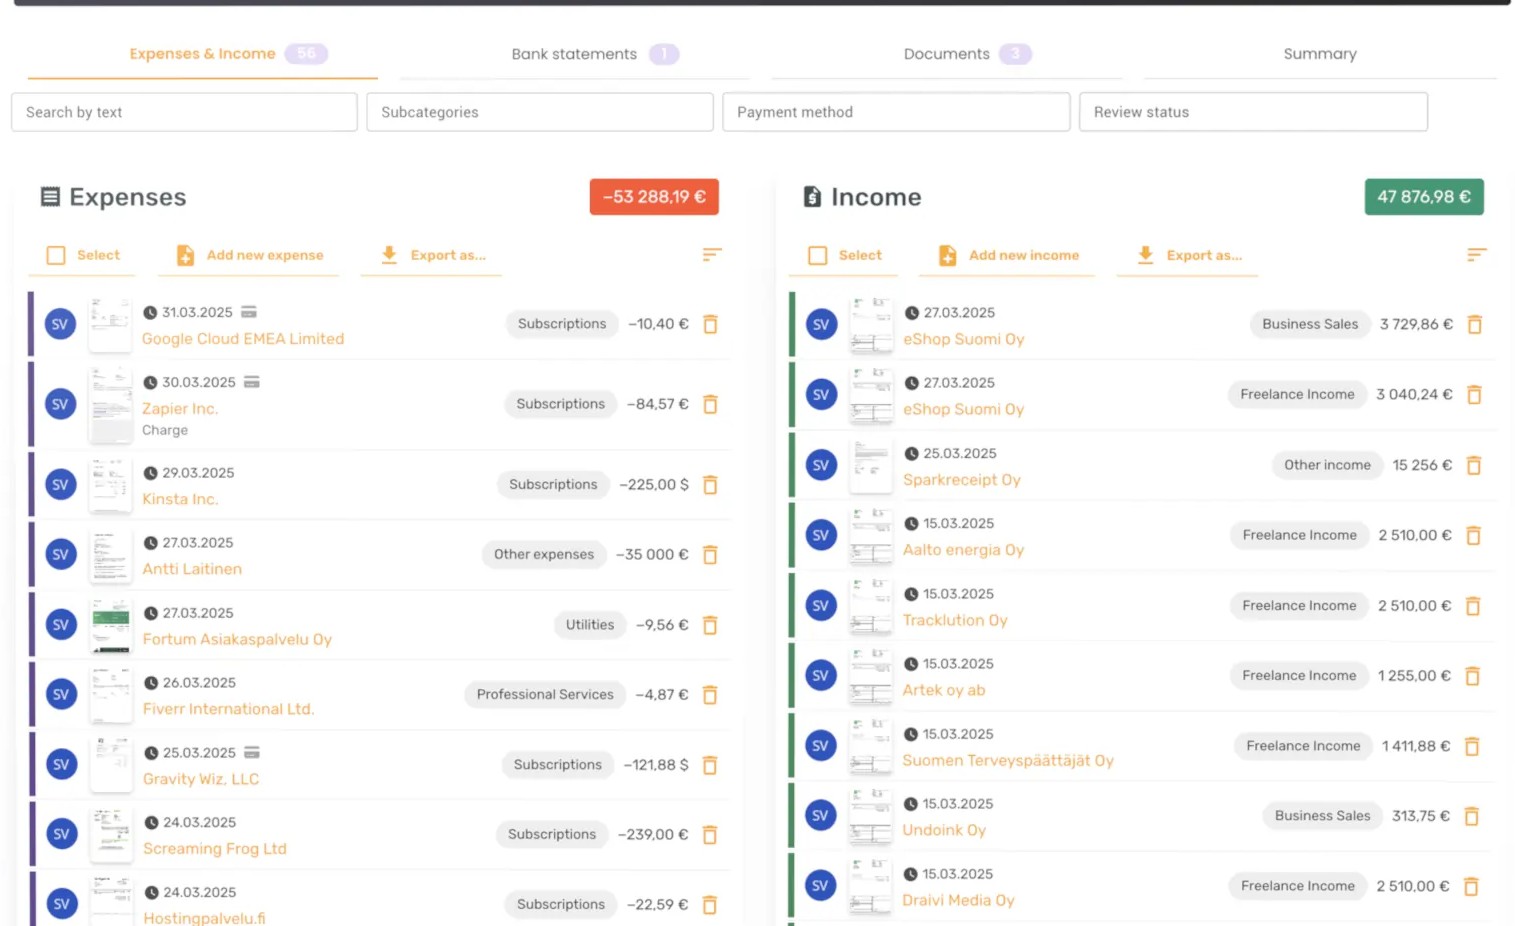 Expenses & Income 56
Bank statements 1
Documents 3
Summary
Search by text
Subcategories
Payment method
Review status
Expenses
−53 288,19 €
Select
Add new expense
Export as...
SV
31.03.2025
Google Cloud EMEA Limited
Subscriptions
−10,40 €
SV
30.03.2025
Zapier Inc.
Charge
Subscriptions
−84,57 €
SV
29.03.2025
Kinsta Inc.
Subscriptions
−225,00 $
SV
27.03.2025
Antti Laitinen
Other expenses
−35 000 €
SV
27.03.2025
Fortum Asiakaspalvelu Oy
Utilities
−9,56 €
SV
26.03.2025
Fiverr International Ltd.
Professional Services
−4,87 €
SV
25.03.2025
Gravity Wiz, LLC
Subscriptions
−121,88 $
SV
24.03.2025
Screaming Frog Ltd
Subscriptions
−239,00 €
SV
24.03.2025
Hostingpalvelu.fi
Subscriptions
−22,59 €
Income
47 876,98 €
Select
Add new income
Export as...
SV
27.03.2025
eShop Suomi Oy
Business Sales
3 729,86 €
SV
27.03.2025
eShop Suomi Oy
Freelance Income
3 040,24 €
SV
25.03.2025
Sparkreceipt Oy
Other income
15 256 €
SV
15.03.2025
Aalto energia Oy
Freelance Income
2 510,00 €
SV
15.03.2025
Tracklution Oy
Freelance Income
2 510,00 €
SV
15.03.2025
Artek oy ab
Freelance Income
1 255,00 €
SV
15.03.2025
Suomen Terveyspäättäjät Oy
Freelance Income
1 411,88 €
SV
15.03.2025
Undoink Oy
Business Sales
313,75 €
SV
15.03.2025
Draivi Media Oy
Freelance Income
2 510,00 €